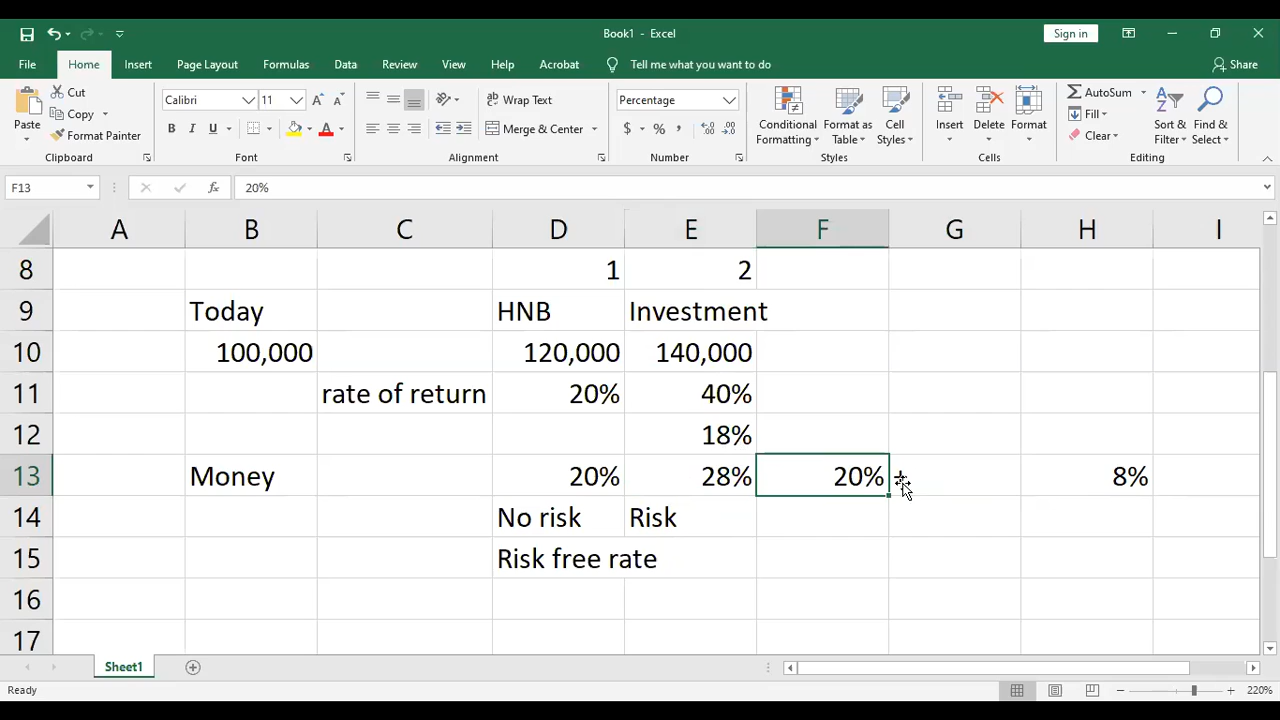 Book1 - Excel
Sign in
File Home Insert Page Layout Formulas Data Review View Help Acrobat Tell me what you want to do Share
Paste
Cut
Copy
Format Painter
Clipboard
Calibri 11
B I U
Font
Wrap Text
Merge & Center
Alignment
Percentage
$ % ,
Number
Conditional Formatting
Format as Table
Cell Styles
Styles
Insert Delete Format
Cells
AutoSum
Fill
Clear
Sort & Filter
Find & Select
Editing
F13 fx 20%
A B C D E F G H I
8 1 2
9 Today HNB Investment
10 100,000 120,000 140,000
11 rate of return 20% 40%
12 18%
13 Money 20% 28% 20% 8%
14 No risk Risk
15 Risk free rate
16
17
Sheet1
Ready 220%